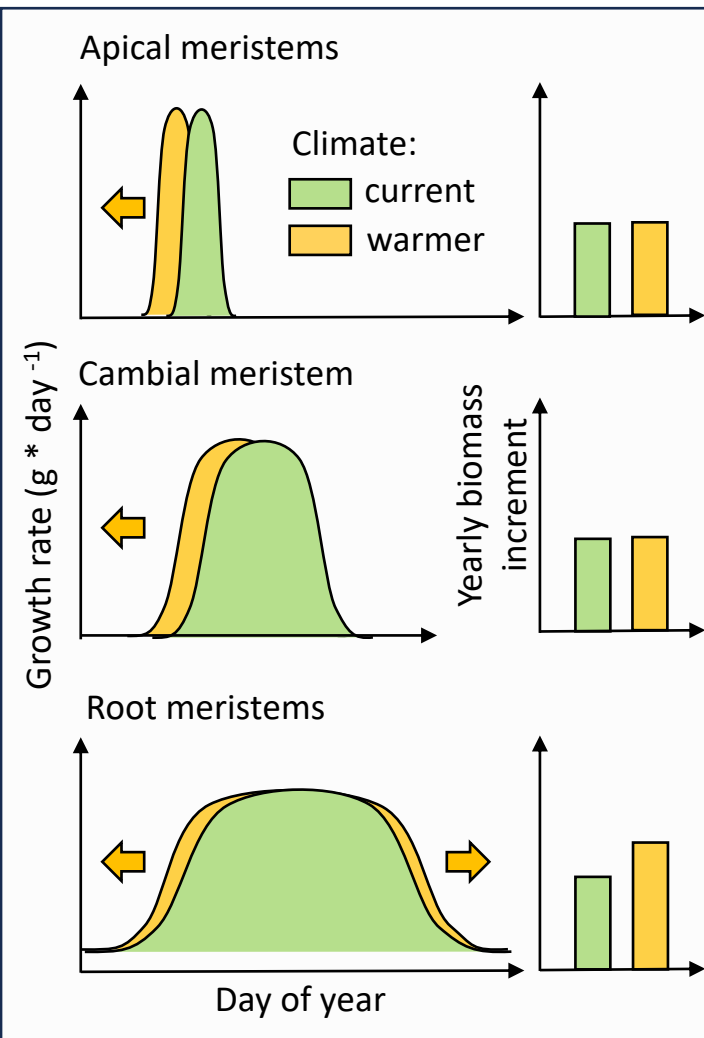 Apical meristems
Climate:
current
warmer
Growth rate (g * day -1)
Cambial meristem
Yearly biomass
increment
Root meristems
Day of year